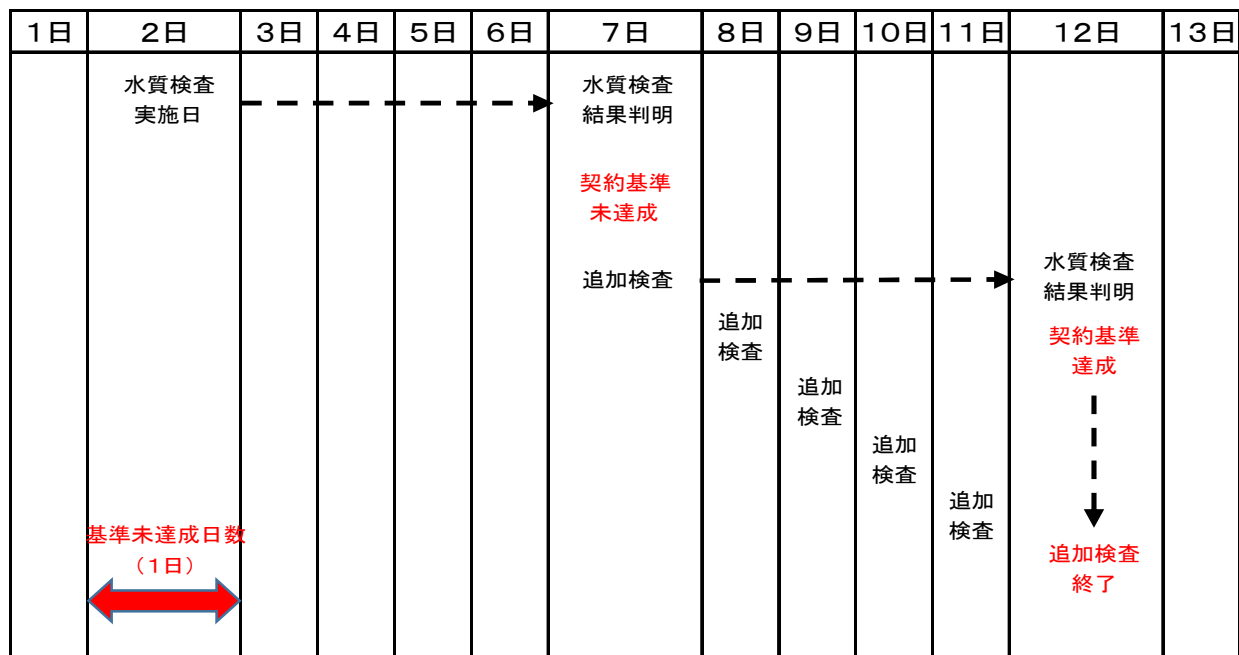 1日 2日 3日 4日 5日 6日 7日 8日 9日 10日 11日 12日 13日
水質検査
実施日
水質検査
結果判明
契約基準
未達成
追加検査
水質検査
結果判明
追加
検査
契約基準
達成
追加
検査
追加
検査
追加
検査
基準未達成日数
（1日）
追加検査
終了